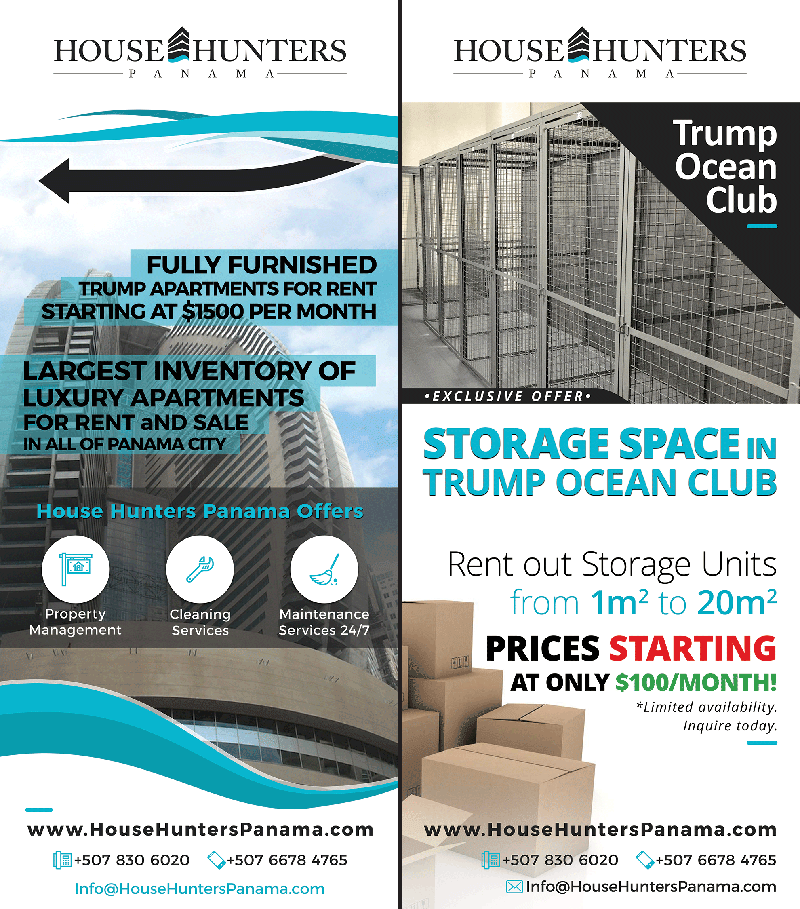 HOUSE HUNTERS
PANAMA
FULLY FURNISHED
TRUMP APARTMENTS FOR RENT
STARTING AT $1500 PER MONTH
LARGEST INVENTORY OF
LUXURY APARTMENTS
FOR RENT aND SALE
IN ALL OF PANAMA CITY
House Hunters Panama Offers
Property
Management
Cleaning
Services
Maintenance
Services 24/7
www.HouseHuntersPanama.com
+507 830 6020 +507 6678 4765
Info@HouseHuntersPanama.com
HOUSE HUNTERS
PANAMA
Trump
Ocean
Club
•EXCLUSIVE OFFER•
STORAGE SPACE IN
TRUMP OCEAN CLUB
Rent out Storage Units
from 1m² to 20m²
PRICES STARTING
AT ONLY $100/MONTH!
*Limited availability.
Inquire today.
www.HouseHuntersPanama.com
+507 830 6020 +507 6678 4765
Info@HouseHuntersPanama.com